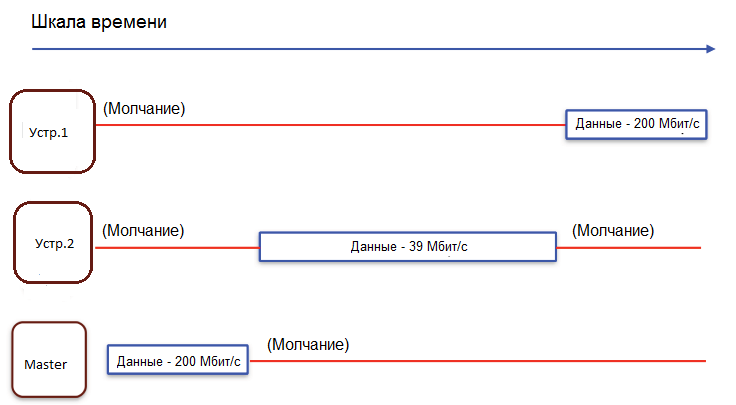 Шкала времени
(Молчание)
Устр.1
Данные - 200 Мбит/с
(Молчание)
(Молчание)
Устр.2
Данные - 39 Мбит/с
(Молчание)
Master
Данные - 200 Мбит/с